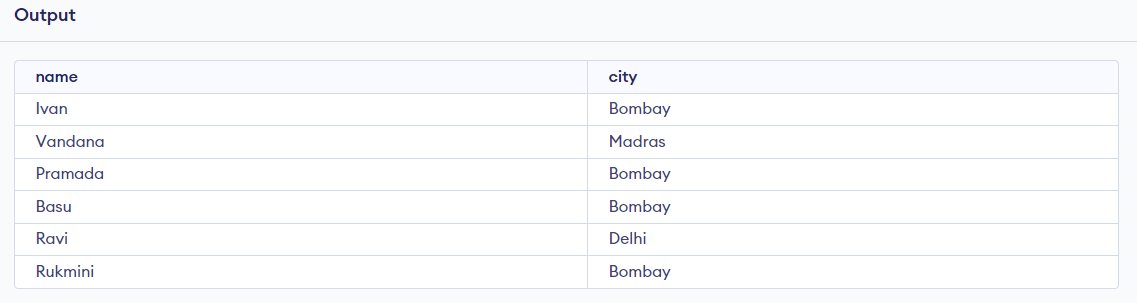 Output
name city
Ivan Bombay
Vandana Madras
Pramada Bombay
Basu Bombay
Ravi Delhi
Rukmini Bombay